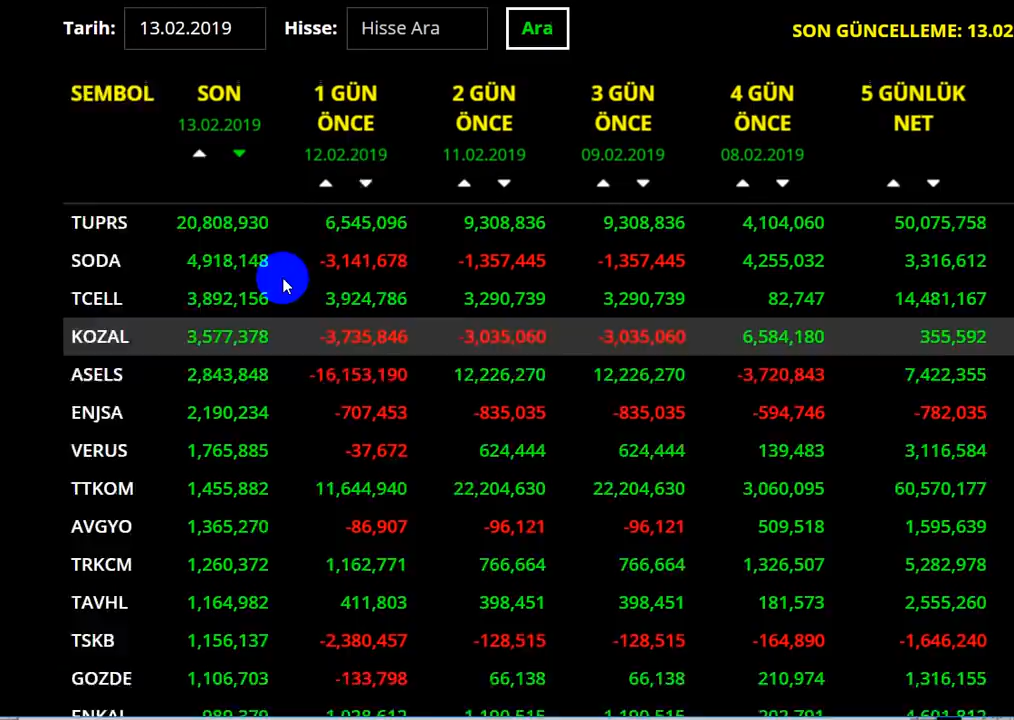 Tarih: 13.02.2019 Hisse: Hisse Ara Ara SON GÜNCELLEME: 13.02
SEMBOL SON 1 GÜN 2 GÜN 3 GÜN 4 GÜN 5 GÜNLÜK
13.02.2019 ÖNCE ÖNCE ÖNCE ÖNCE NET
12.02.2019 11.02.2019 09.02.2019 08.02.2019
TUPRS 20,808,930 6,545,096 9,308,836 9,308,836 4,104,060 50,075,758
SODA 4,918,148 -3,141,678 -1,357,445 -1,357,445 4,255,032 3,316,612
TCELL 3,892,156 3,924,786 3,290,739 3,290,739 82,747 14,481,167
KOZAL 3,577,378 -3,735,846 -3,035,060 -3,035,060 6,584,180 355,592
ASELS 2,843,848 -16,153,190 12,226,270 12,226,270 -3,720,843 7,422,355
ENJSA 2,190,234 -707,453 -835,035 -835,035 -594,746 -782,035
VERUS 1,765,885 -37,672 624,444 624,444 139,483 3,116,584
TTKOM 1,455,882 11,644,940 22,204,630 22,204,630 3,060,095 60,570,177
AVGYO 1,365,270 -86,907 -96,121 -96,121 509,518 1,595,639
TRKCM 1,260,372 1,162,771 766,664 766,664 1,326,507 5,282,978
TAVHL 1,164,982 411,803 398,451 398,451 181,573 2,555,260
TSKB 1,156,137 -2,380,457 -128,515 -128,515 -164,890 -1,646,240
GOZDE 1,106,703 -133,798 66,138 66,138 210,974 1,316,155